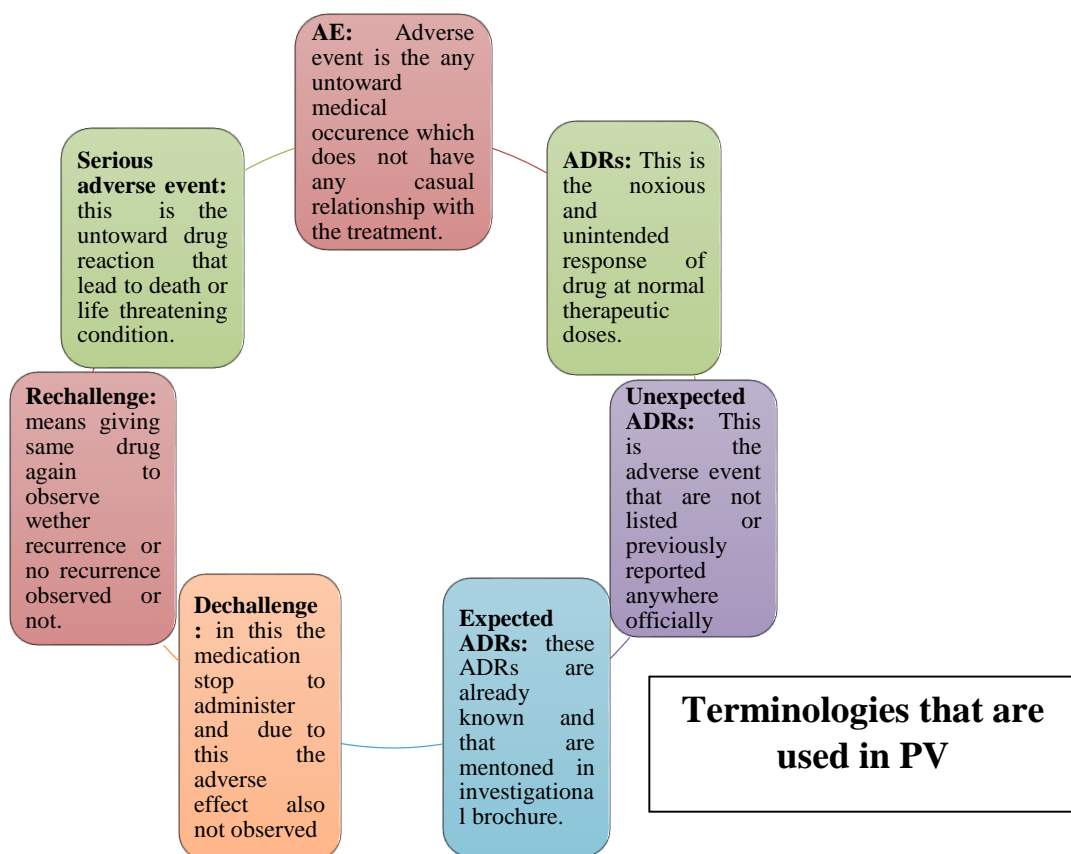 AE: Adverse
event is the any
untoward
medical
occurence which
does not have
any casual
relationship with
the treatment.
ADRs: This is
the noxious
and
unintended
response of
drug at normal
therapeutic
doses.
Unexpected
ADRs: This
is the
adverse event
that are not
listed or
previously
reported
anywhere
officially
Expected
ADRs: these
ADRs are
already
known and
that are
mentoned in
investigationa
l brochure.
Dechallenge
: in this the
medication
stop to
administer
and due to
this the
adverse
effect also
not observed
Rechallenge:
means giving
same drug
again to
observe
wether
recurrence or
no recurrence
observed or
not.
Serious
adverse event:
this is the
untoward drug
reaction that
lead to death or
life threatening
condition.
Terminologies that are
used in PV